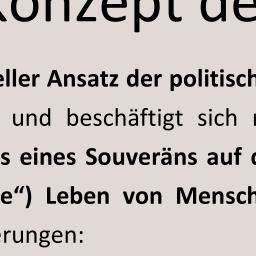 Konzept de
eller Ansatz der politisch
und beschäftigt sich
s eines Souveräns auf d
e“) Leben von Mensch
erungen: